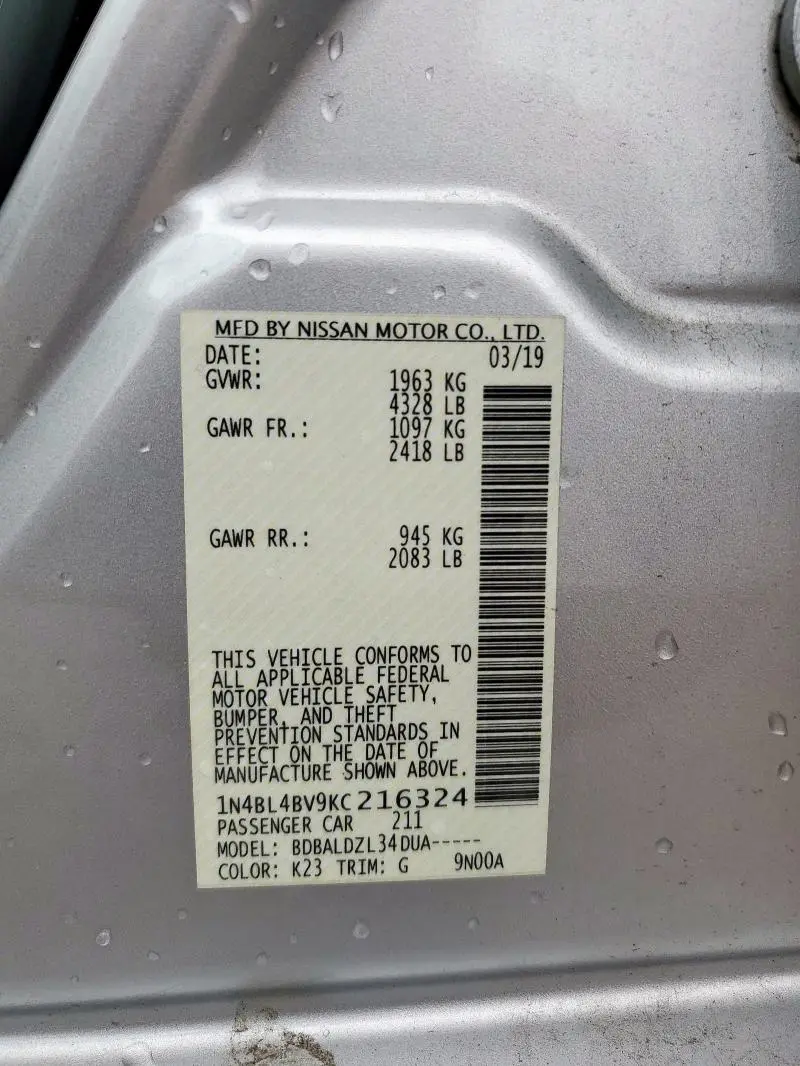 MFD BY NISSAN MOTOR CO., LTD.
DATE: 03/19
GVWR: 1963 KG
4328 LB
GAWR FR.: 1097 KG
2418 LB
GAWR RR.: 945 KG
2083 LB
THIS VEHICLE CONFORMS TO
ALL APPLICABLE FEDERAL
MOTOR VEHICLE SAFETY,
BUMPER, AND THEFT
PREVENTION STANDARDS IN
EFFECT ON THE DATE OF
MANUFACTURE SHOWN ABOVE.
1N4BL4BV9KC216324
PASSENGER CAR 211
MODEL: BDBALDZL34DUA-----
COLOR: K23 TRIM: G 9N00A